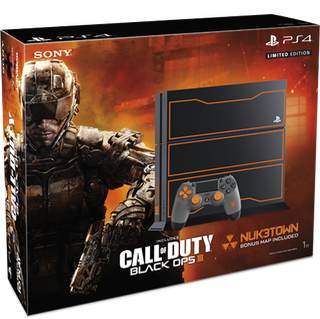 SONY
PS4
LIMITED EDITION
INCLUDES
CALL OF DUTY
BLACK OPS III
NUK3TOWN
BONUS MAP INCLUDED
1TB